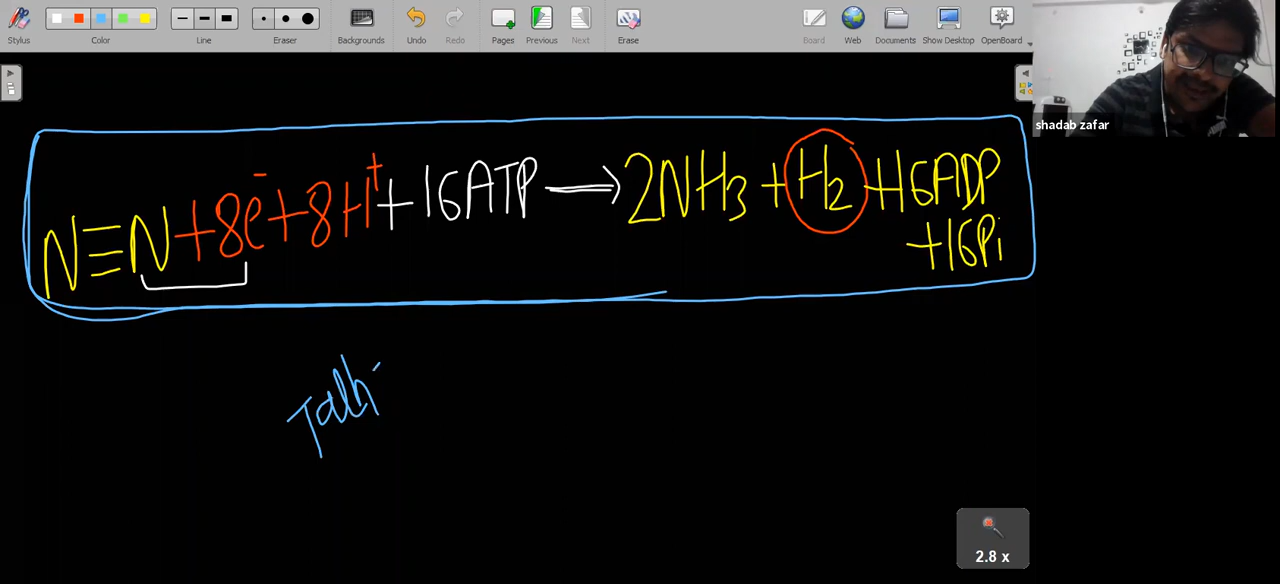 Stylus Color Line Eraser Backgrounds Undo Redo Pages Previous Next Erase Board Web Documents Show Desktop OpenBoard
shadab zafar
N≡N + 8e⁻ + 8H⁺ + 16ATP ⟹ 2NH3 + H2 + 16ADP
+ 16Pi
2.8 x